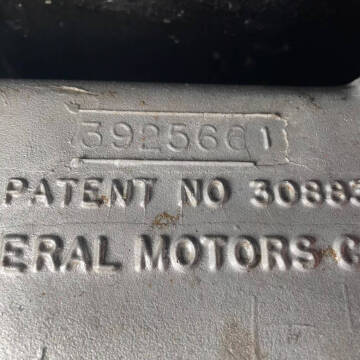 3925661
PATENT NO 30883
ERAL MOTORS C